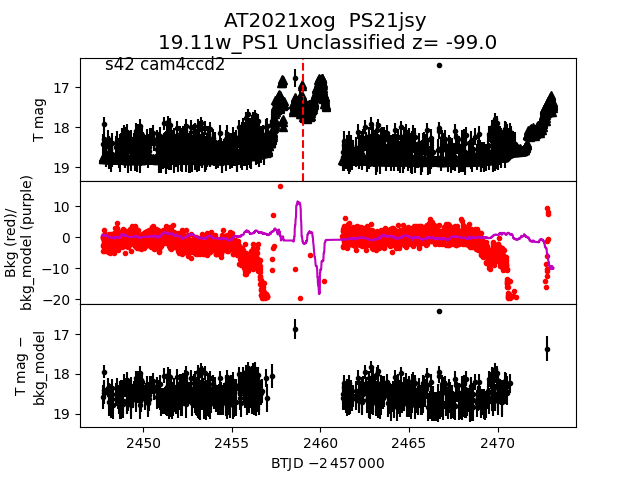 AT2021xog  PS21jsy
19.11w_PS1 Unclassified z= -99.0
s42 cam4ccd2
T mag
17
18
19
Bkg (red)/
bkg_model (purple)
10
0
−10
−20
T mag −
bkg_model
17
18
19
2450
2455
2460
2465
2470
BTJD −2 457 000